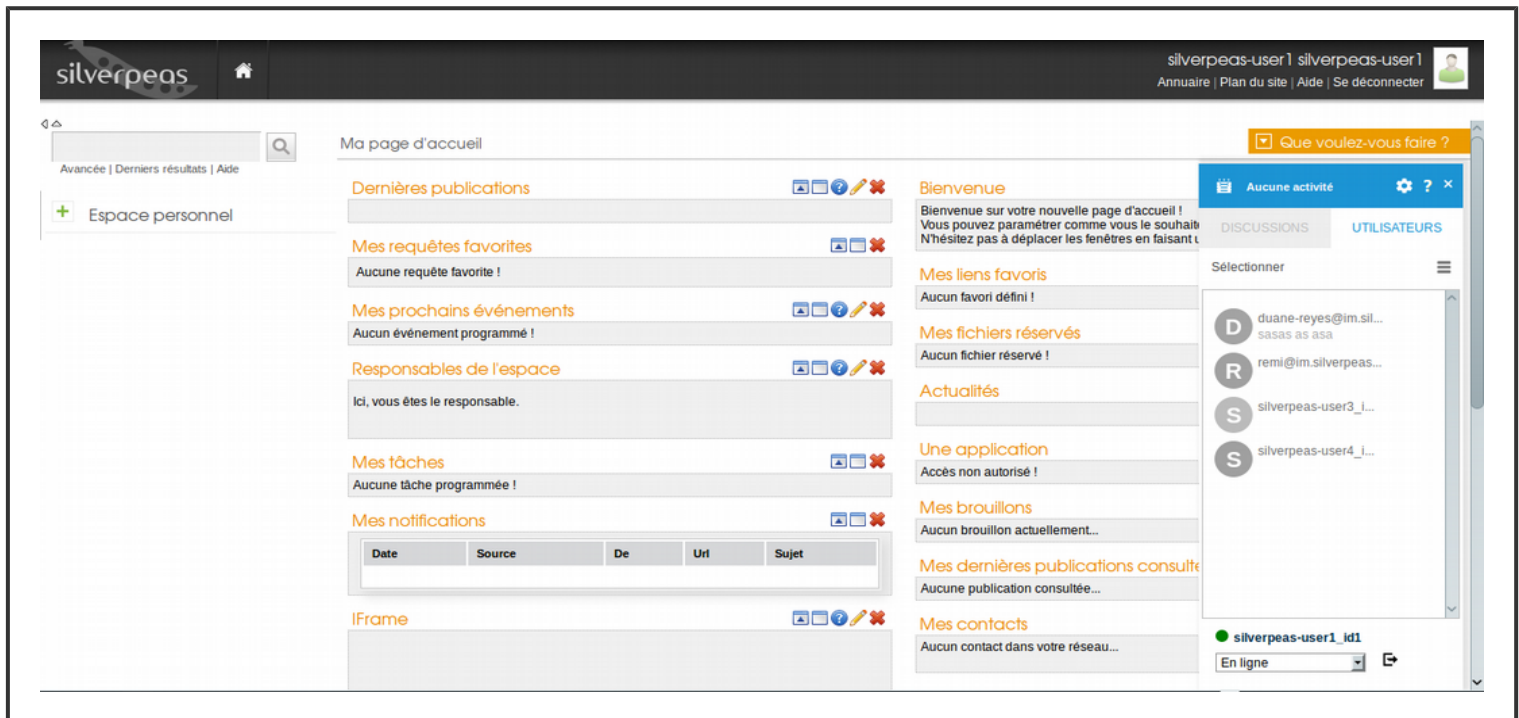 silverpeas
silverpeas-user1 silverpeas-user1
Annuaire | Plan du site | Aide | Se déconnecter
Avancée | Derniers résultats | Aide
Espace personnel
Ma page d'accueil
Que voulez-vous faire ?
Dernières publications
Mes requêtes favorites
Aucune requête favorite !
Mes prochains événements
Aucun événement programmé !
Responsables de l'espace
Ici, vous êtes le responsable.
Mes tâches
Aucune tâche programmée !
Mes notifications
Date Source De Url Sujet
IFrame
Bienvenue
Bienvenue sur votre nouvelle page d'accueil !
Vous pouvez paramétrer comme vous le souhaite
N'hésitez pas à déplacer les fenêtres en faisant
Mes liens favoris
Aucun favori défini !
Mes fichiers réservés
Aucun fichier réservé !
Actualités
Une application
Accès non autorisé !
Mes brouillons
Aucun brouillon actuellement...
Mes dernières publications consulte
Aucune publication consultée...
Mes contacts
Aucun contact dans votre réseau...
Aucune activité ? ×
DISCUSSIONS UTILISATEURS
Sélectionner
D duane-reyes@im.sil...
sasas as asa
R remi@im.silverpeas...
S silverpeas-user3_i...
S silverpeas-user4_i...
silverpeas-user1_id1
En ligne